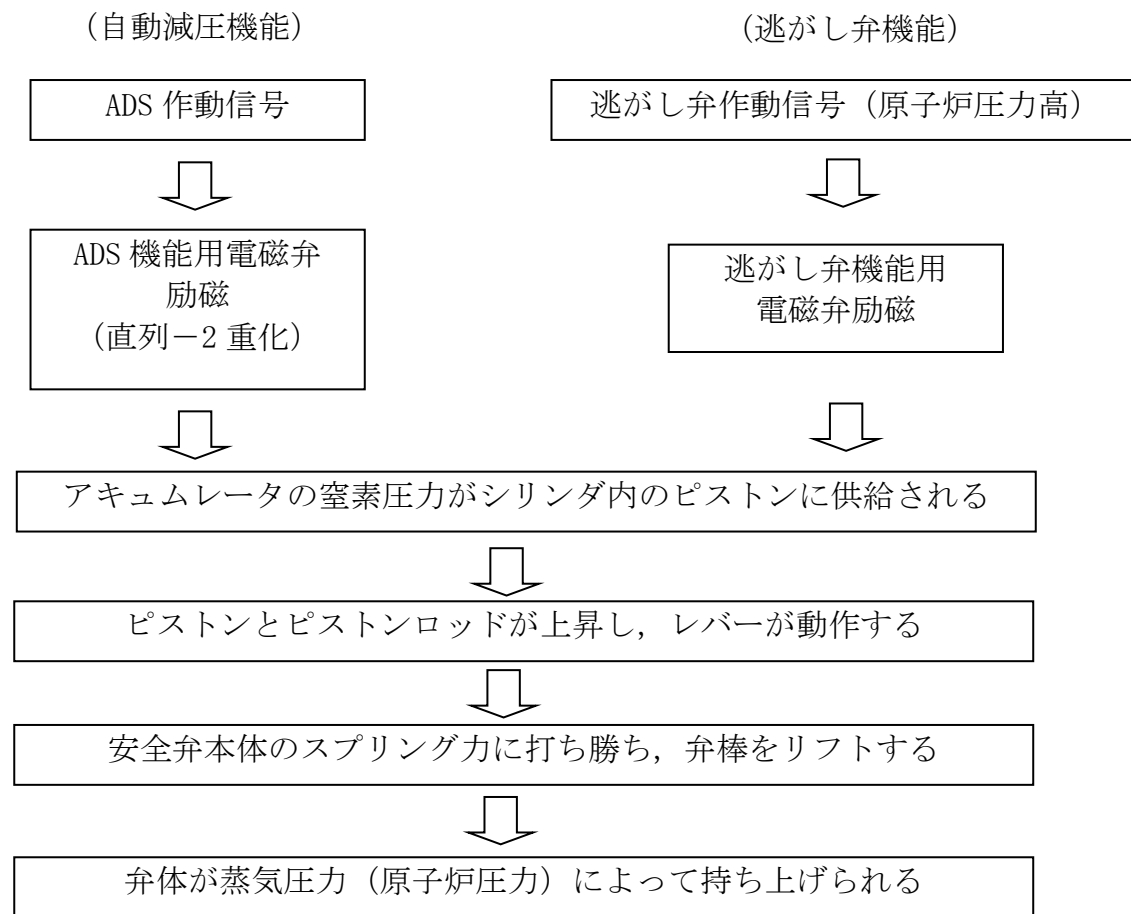 (自動減圧機能)
(逃がし弁機能)
ADS 作動信号
逃がし弁作動信号(原子炉圧力高)
ADS 機能用電磁弁
励磁
(直列-2 重化)
逃がし弁機能用
電磁弁励磁
アキュムレータの窒素圧力がシリンダ内のピストンに供給される
ピストンとピストンロッドが上昇し,レバーが動作する
安全弁本体のスプリング力に打ち勝ち,弁棒をリフトする
弁体が蒸気圧力(原子炉圧力)によって持ち上げられる